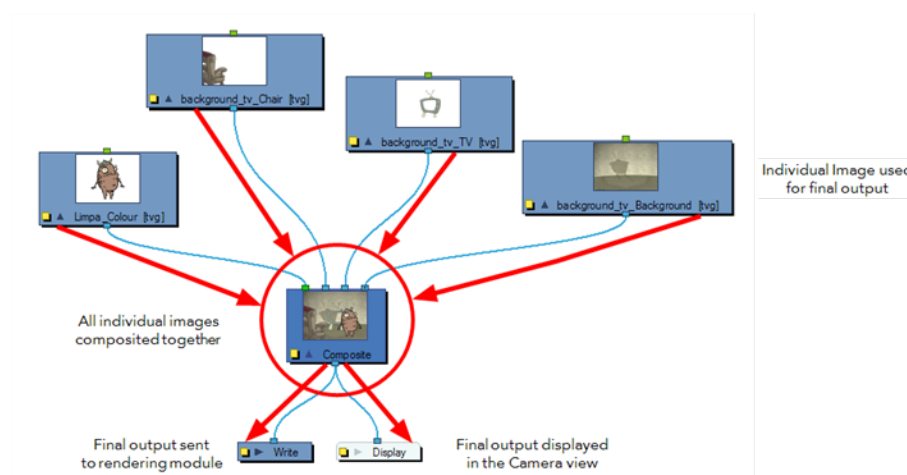 background_tv_Chair [tvg]
background_tv_TV [tvg]
Limpa_Colour [tvg]
background_tv_Background [tvg]
Individual Image used
for final output
All individual images
composited together
Composite
Final output sent
to rendering module
Write
Display
Final output displayed
in the Camera view